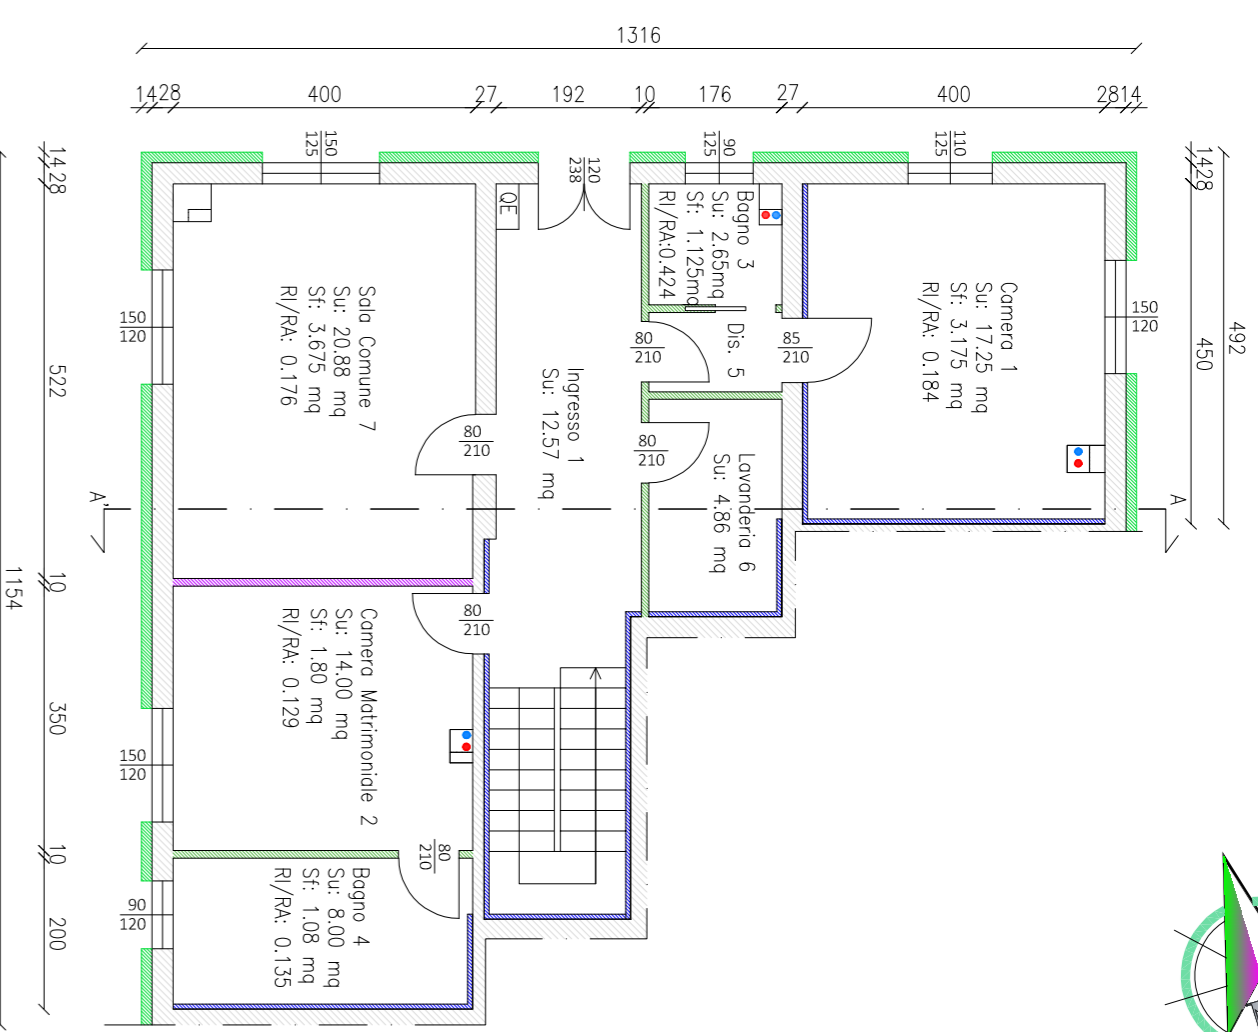 1316
14 28 400 27 192 10 176 27 400 28 14
150
125
120
238
90
125
110
125
14 28
14 28
QE
Bagno 3
Su: 2.65mq
Sf: 1.125mq
RI/RA:0.424
Camera 1
Su: 17.25 mq
Sf: 3.175 mq
RI/RA: 0.184
150
120
492
450
Sala Comune 7
Su: 20.88 mq
Sf: 3.675 mq
RI/RA: 0.176
150
120
522
Dis. 5
80
210
85
210
Ingresso 1
Su: 12.57 mq
80
210
80
210
Lavanderia 6
Su: 4.86 mq
A'
A
10
1154
80
210
Camera Matrimoniale 2
Su: 14.00 mq
Sf: 1.80 mq
RI/RA: 0.129
350
150
120
80
210
10
Bagno 4
Su: 8.00 mq
Sf: 1.08 mq
RI/RA: 0.135
90
120
200